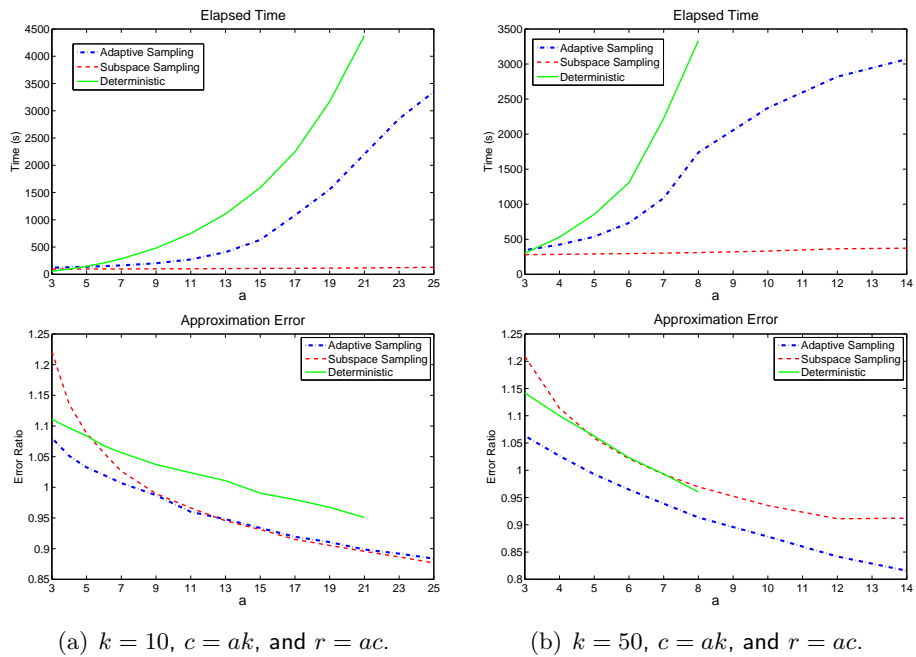 Elapsed Time
4500
4000
3500
3000
2500
2000
1500
1000
500
0
Time (s)
Adaptive Sampling
Subspace Sampling
Deterministic
3 5 7 9 11 13 15 17 19 21 23 25
a
Elapsed Time
3500
3000
2500
2000
1500
1000
500
0
Time (s)
Adaptive Sampling
Subspace Sampling
Deterministic
3 4 5 6 7 8 9 10 11 12 13 14
a
Approximation Error
1.25
1.2
1.15
1.1
1.05
1
0.95
0.9
0.85
Error Ratio
Adaptive Sampling
Subspace Sampling
Deterministic
3 5 7 9 11 13 15 17 19 21 23 25
a
Approximation Error
1.25
1.2
1.15
1.1
1.05
1
0.95
0.9
0.85
0.8
Error Ratio
Adaptive Sampling
Subspace Sampling
Deterministic
3 4 5 6 7 8 9 10 11 12 13 14
a
(a) k = 10, c = ak, and r = ac.
(b) k = 50, c = ak, and r = ac.